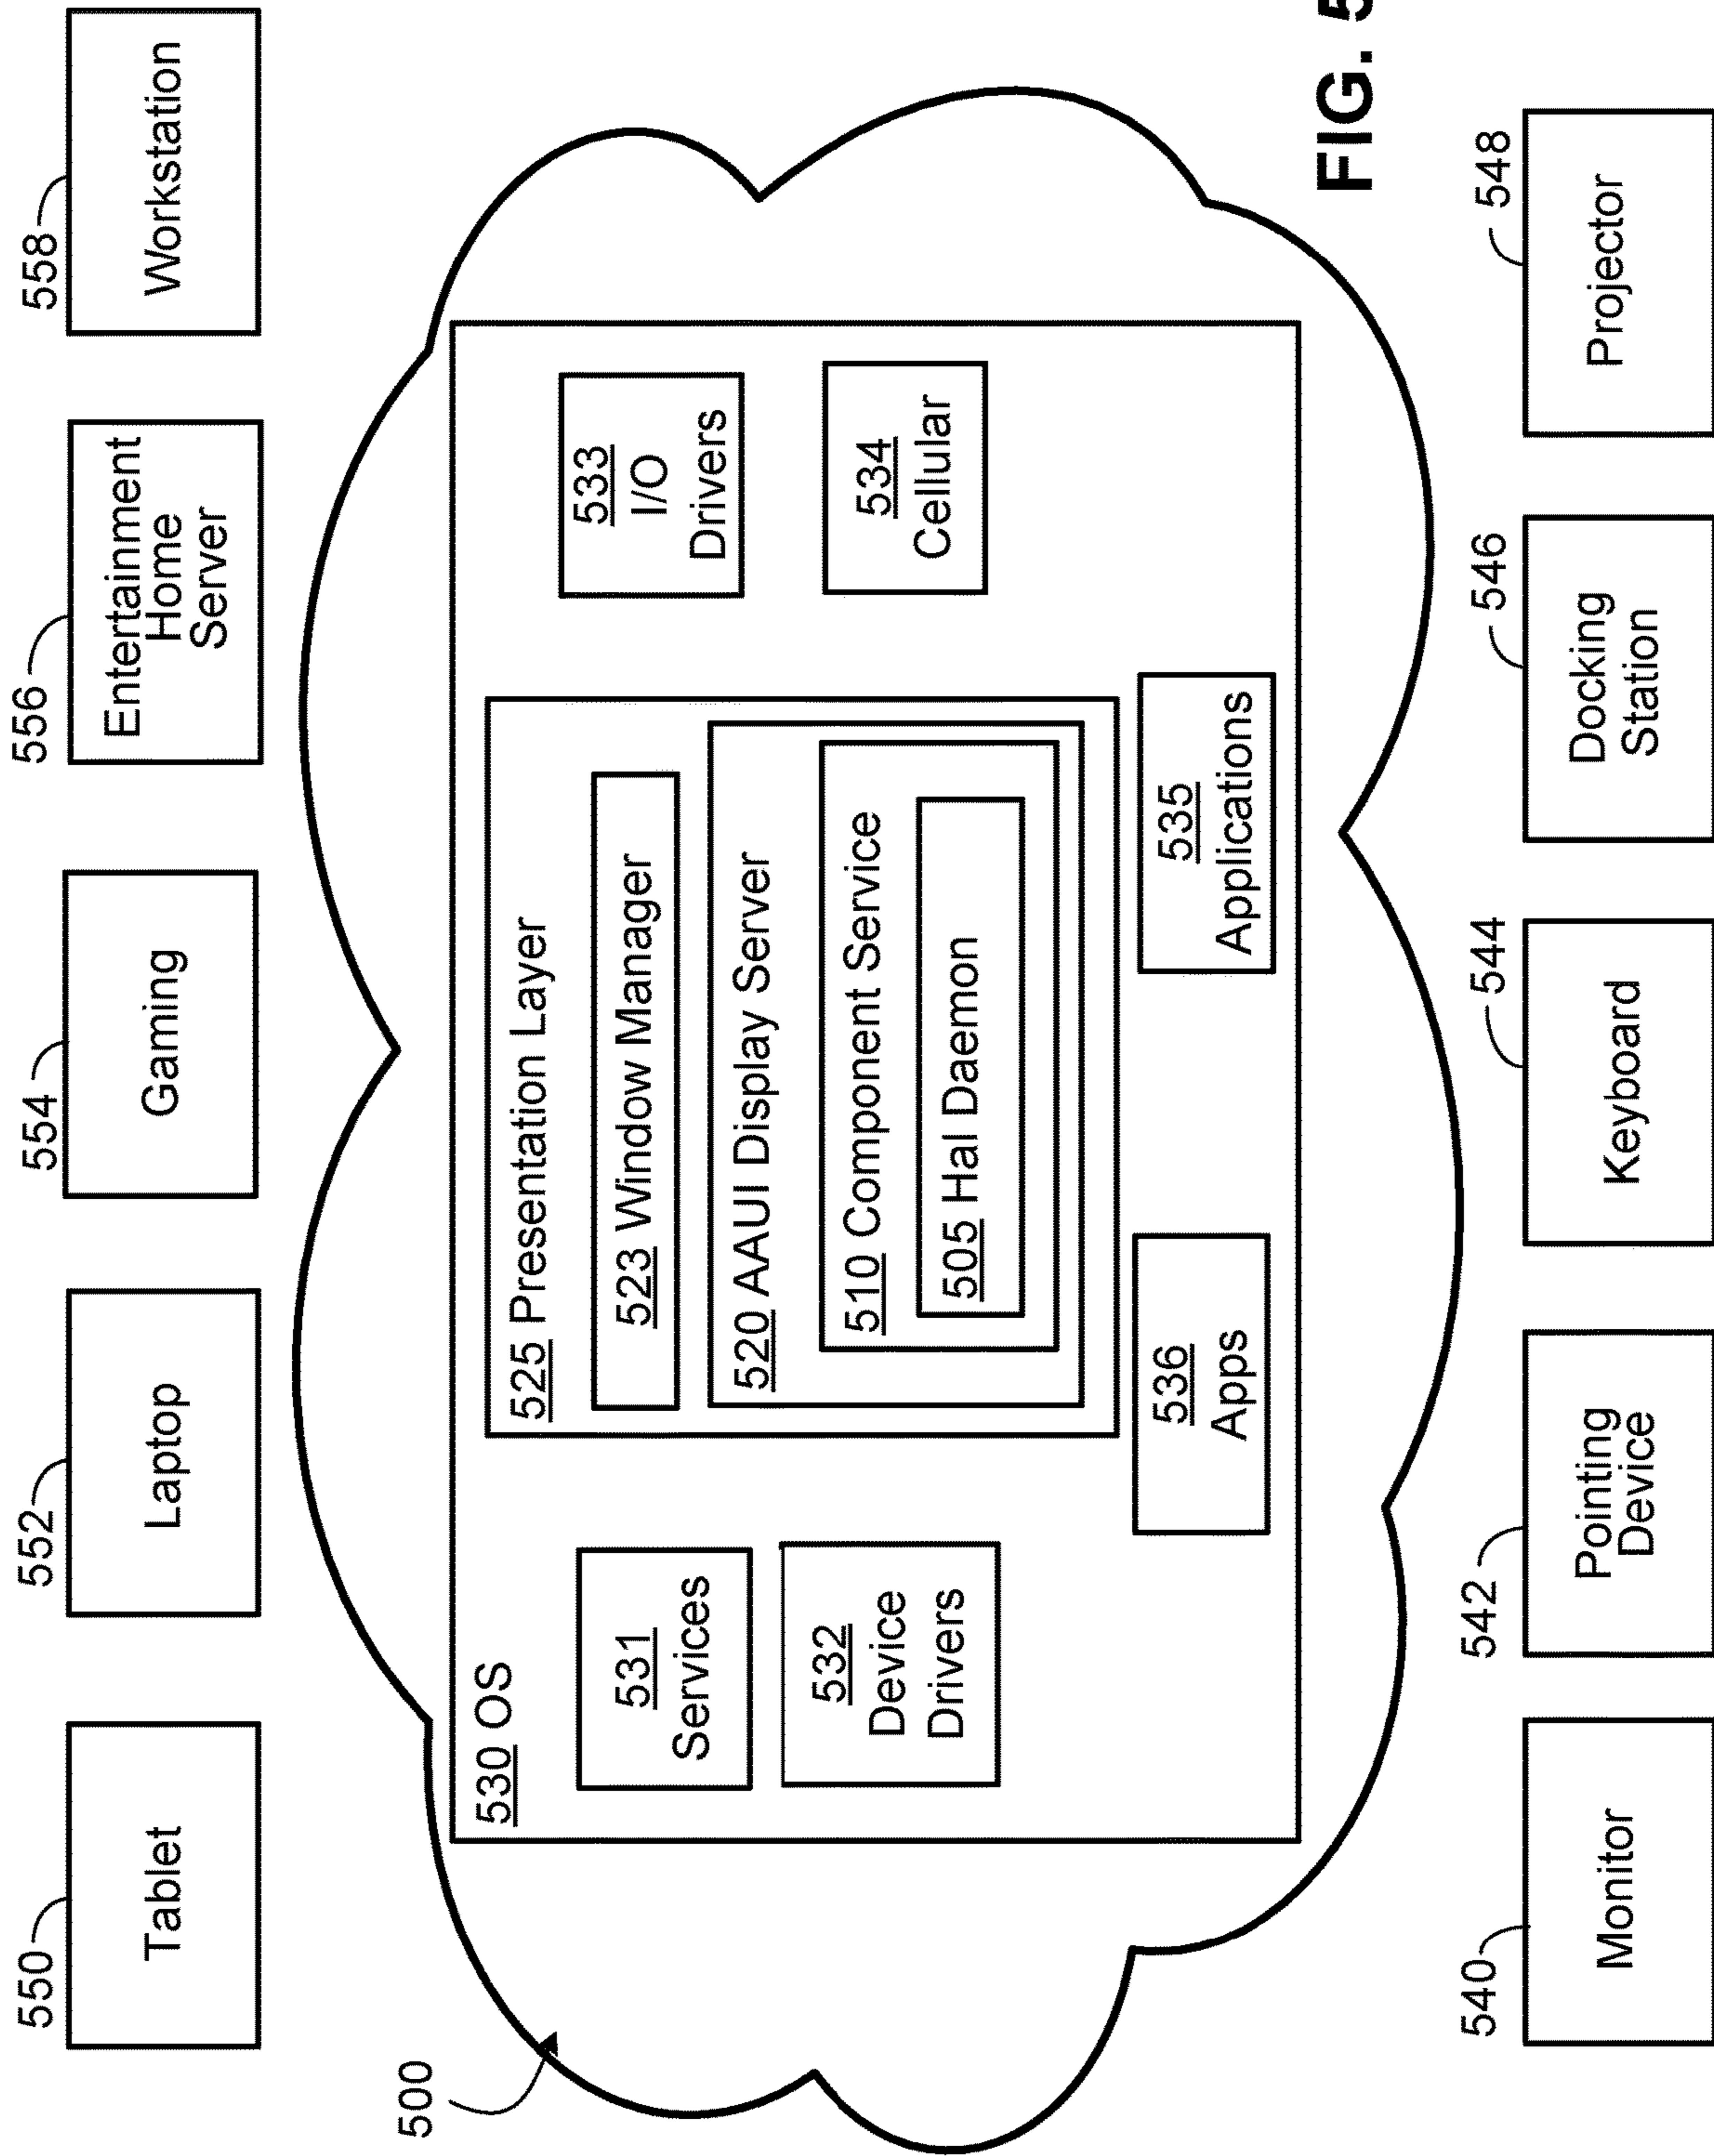 550
552
554
556
558
Tablet
Laptop
Gaming
Entertainment
Home
Server
Workstation
500
530 OS
525 Presentation Layer
523 Window Manager
520 AAUI Display Server
510 Component Service
505 Hal Daemon
531
Services
532
Device
Drivers
533
I/O
Drivers
534
Cellular
536
Apps
535
Applications
FIG. 5
540
542
544
546
548
Monitor
Pointing
Device
Keyboard
Docking
Station
Projector